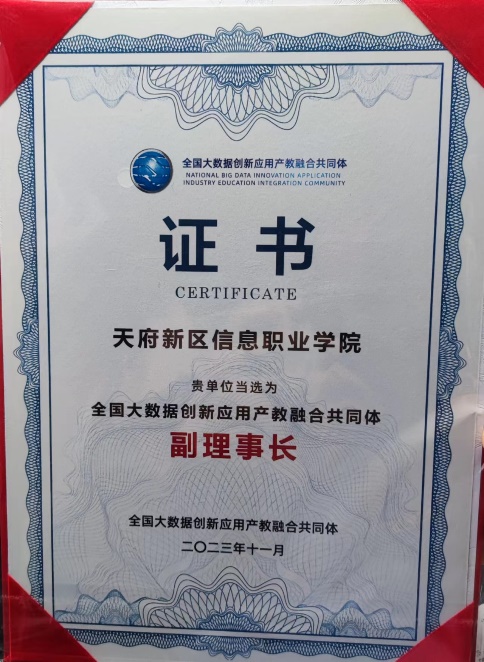 全国大数据创新应用产教融合共同体
NATIONAL BIG DATA INNOVATION APPLICATION
INDUSTRY EDUCATION INTEGRATION COMMUNITY
证书
CERTIFICATE
天府新区信息职业学院
贵单位当选为
全国大数据创新应用产教融合共同体
副理事长
全国大数据创新应用产教融合共同体
二〇二三年十一月